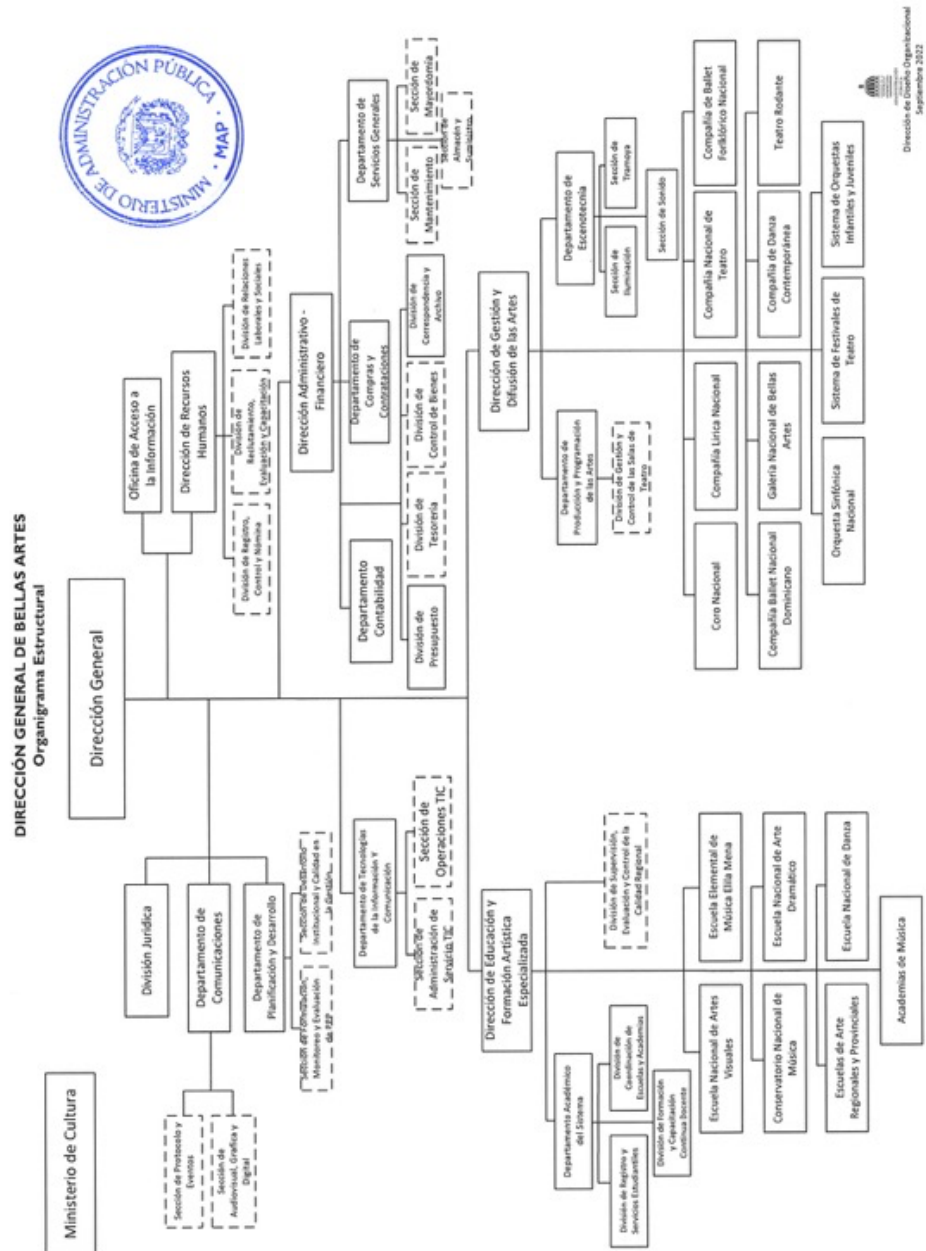 DIRECCIÓN GENERAL DE BELLAS ARTES
Organigrama Estructural
MINISTERIO DE ADMINISTRACIÓN PÚBLICA
· MAP ·
Ministerio de Cultura
Dirección General
División Jurídica
Departamento de
Comunicaciones
Departamento de
Planificación y Desarrollo
Sección de Protocolo y
Eventos
Sección de
Audiovisual, Grafica y
Digital
Monitoreo y Evaluación
Institucional y Calidad en
Oficina de Acceso a
la Información
Dirección de Recursos
Humanos
División de Registro,
Control y Nómina
División de
Reclutamiento,
Evaluación y Capacitación
División de Relaciones
Laborales y Sociales
Departamento de Tecnologías
de la Información Y
Comunicación
Sección de
Administración de
Servicio TIC
Sección de
Operaciones TIC
Dirección Administrativo -
Financiero
Departamento
Contabilidad
Departamento de
Compras y
Contrataciones
Departamento de
Servicios Generales
División de
Presupuesto
División de
Tesorería
División de
Control de Bienes
División de
Correspondencia y
Archivo
Sección de
Mantenimiento
Sección de
Mayordomía
Sección de
Almacén y
Suministro
Dirección de Educación y
Formación Artística
Especializada
Departamento Académico
del Sistema
División de Registro y
Servicios Estudiantiles
División de
Coordinación de
Escuelas y Academias
División de Formación
y Capacitación
Continua Docente
División de Supervisión,
Evaluación y Control de la
Calidad Regional
Escuela Nacional de Artes
Visuales
Escuela Elemental de
Música Elila Mena
Conservatorio Nacional de
Música
Escuela Nacional de Arte
Dramático
Escuelas de Arte
Regionales y Provinciales
Escuela Nacional de Danza
Academias de Música
Dirección de Gestión y
Difusión de las Artes
Departamento de
Producción y Programación
de las Artes
División de Gestión y
Control de las Salas de
Teatro
Departamento de
Escenotecnía
Sección de
Iluminación
Sección de
Tramoya
Sección de Sonido
Coro Nacional
Compañía Lírica Nacional
Compañía Nacional de
Teatro
Compañía de Ballet
Forlklórico Nacional
Compañía Ballet Nacional
Dominicano
Galería Nacional de Bellas
Artes
Compañía de Danza
Contemporánea
Teatro Rodante
Orquesta Sinfónica
Nacional
Sistema de Festivales de
Teatro
Sistema de Orquestas
Infantiles y Juveniles
Dirección de Diseño Organizacional
Septiembre 2022